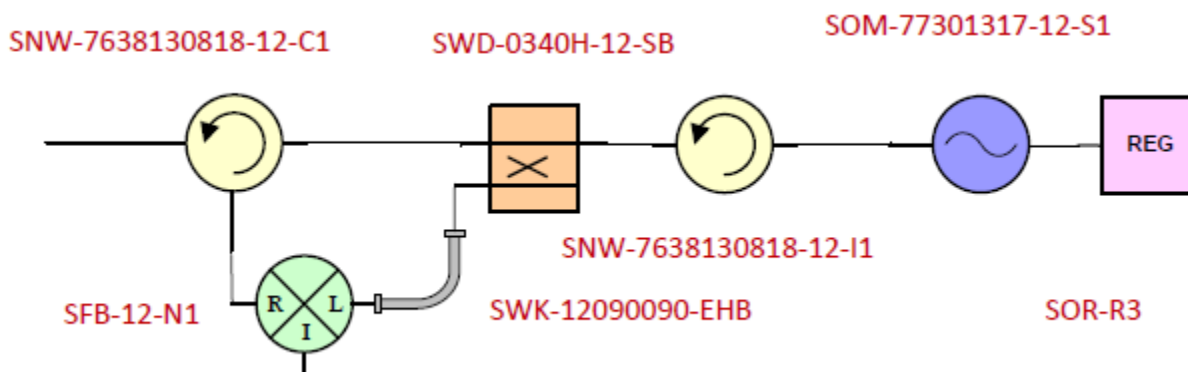 SNW-7638130818-12-C1
SWD-0340H-12-SB
SOM-77301317-12-S1
REG
SNW-7638130818-12-I1
R
L
I
SFB-12-N1
SWK-12090090-EHB
SOR-R3